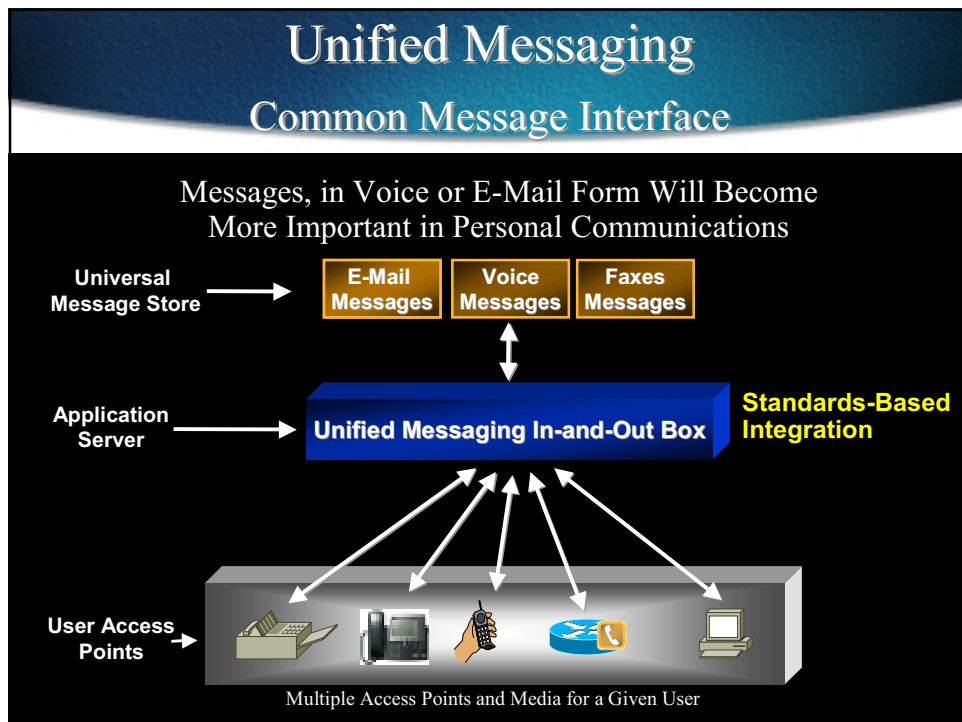 Unified Messaging
Common Message Interface
Messages, in Voice or E-Mail Form Will Become
More Important in Personal Communications
Universal
Message Store
E-Mail
Messages
Voice
Messages
Faxes
Messages
Application
Server
Unified Messaging In-and-Out Box
Standards-Based
Integration
User Access
Points
Multiple Access Points and Media for a Given User